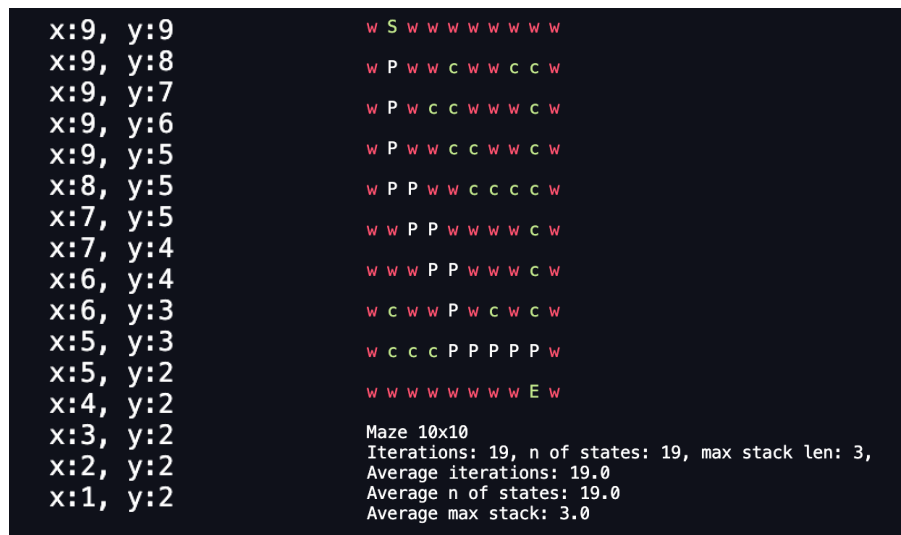 x:9, y:9
x:9, y:8
x:9, y:7
x:9, y:6
x:9, y:5
x:8, y:5
x:7, y:5
x:7, y:4
x:6, y:4
x:6, y:3
x:5, y:3
x:5, y:2
x:4, y:2
x:3, y:2
x:2, y:2
x:1, y:2
w S w w w w w w w w
w P w w c w w c c w
w P w c c w w w c w
w P w w c c w w c w
w P P w w c c c c w
w w P P w w w w c w
w w w P P w w w c w
w c w w P w c w c w
w c c c P P P P P w
w w w w w w w w E w
Maze 10x10
Iterations: 19, n of states: 19, max stack len: 3,
Average iterations: 19.0
Average n of states: 19.0
Average max stack: 3.0